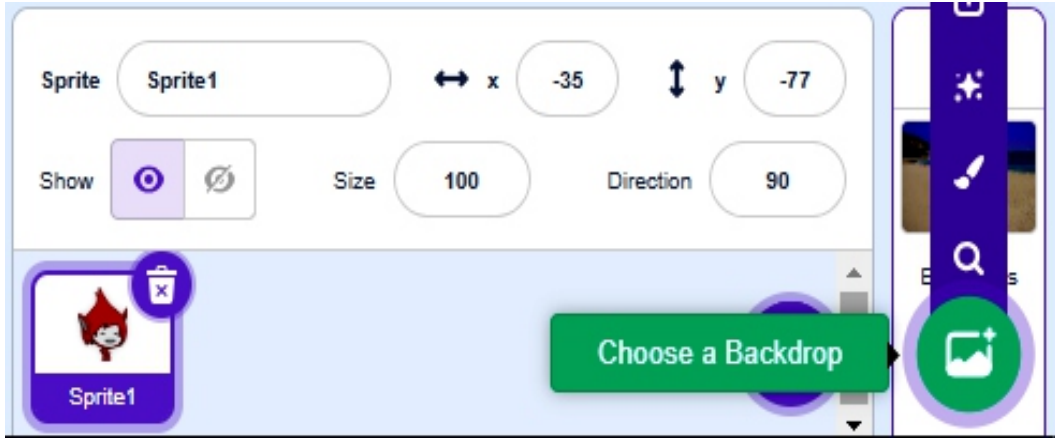 Sprite Sprite1 x -35 y -77
Show Size 100 Direction 90
Choose a Backdrop
Sprite1